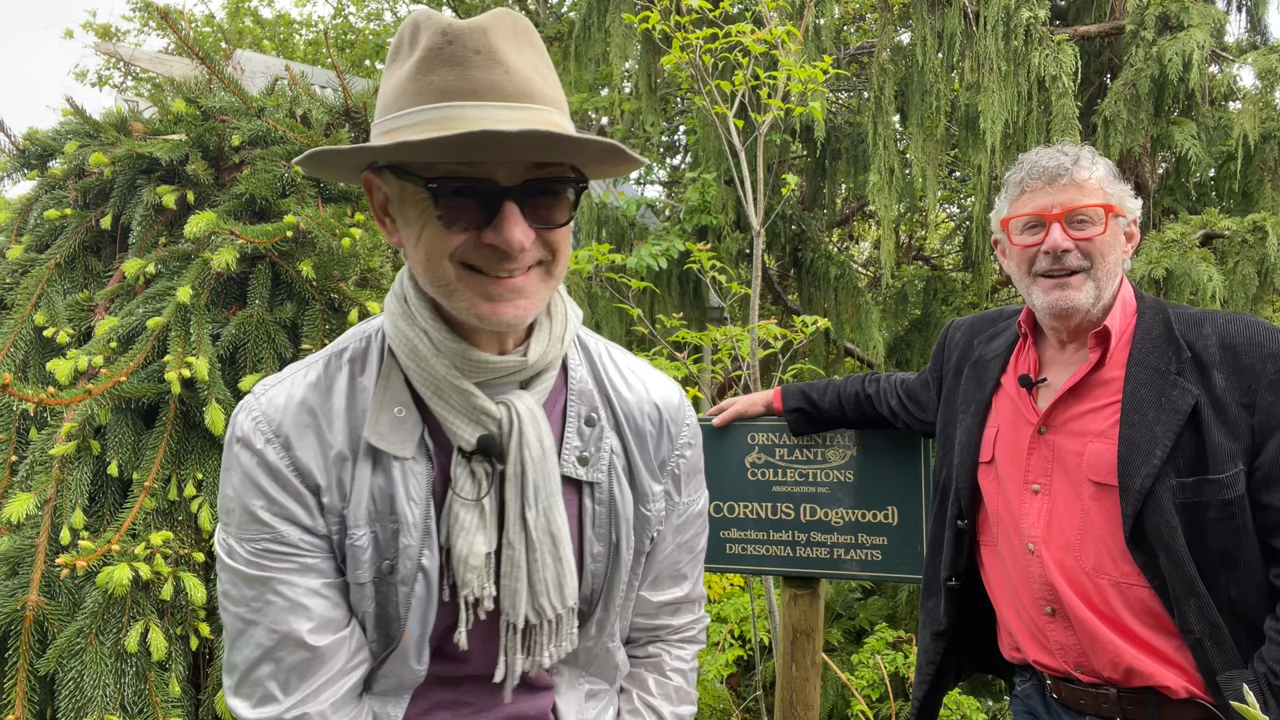 ORNAMENTAL
PLANT
COLLECTIONS
ASSOCIATION INC.
CORNUS (Dogwood)
collection held by Stephen Ryan
DICKSONIA RARE PLANTS